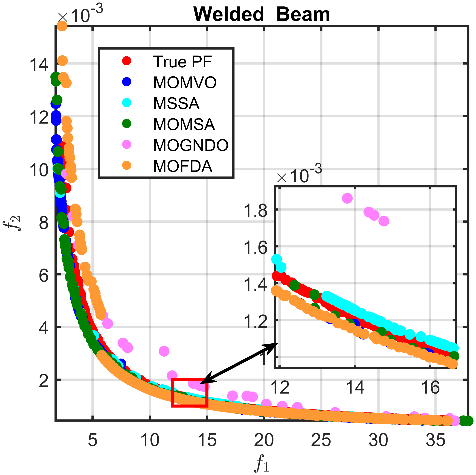 Welded Beam
×10⁻³
14
12
10
8
6
4
2
f₂
True PF
MOMVO
MSSA
MOMSA
MOGNDO
MOFDA
×10⁻³
1.8
1.6
1.4
1.2
1
12
14
16
5
10
15
20
25
30
35
f₁